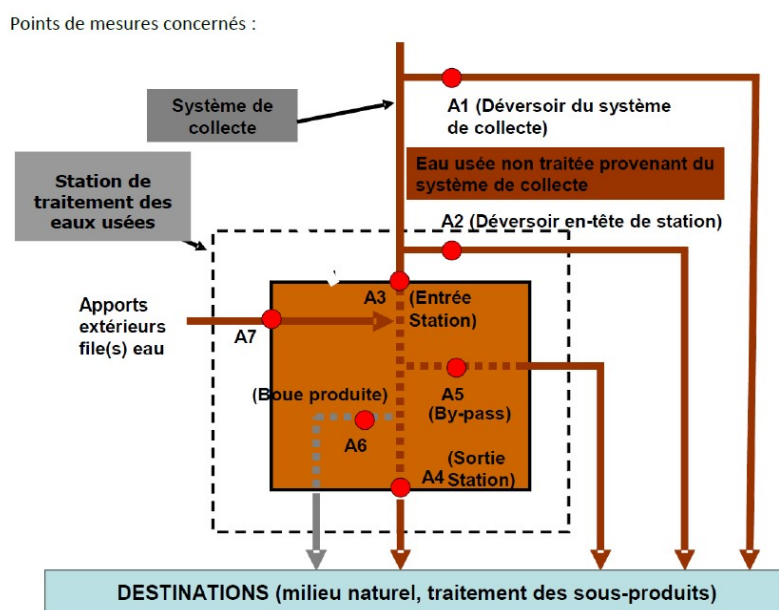 Points de mesures concernés :
Système de
collecte
A1 (Déversoir du système
de collecte)
Station de
traitement des
eaux usées
Eau usée non traitée provenant du
système de collecte
A2 (Déversoir en-tête de station)
A3 (Entrée
Station)
Apports
extérieurs
file(s) eau
A7
(Boue produite)
A6
A5
(By-pass)
(Sortie
A4 Station)
DESTINATIONS (milieu naturel, traitement des sous-produits)